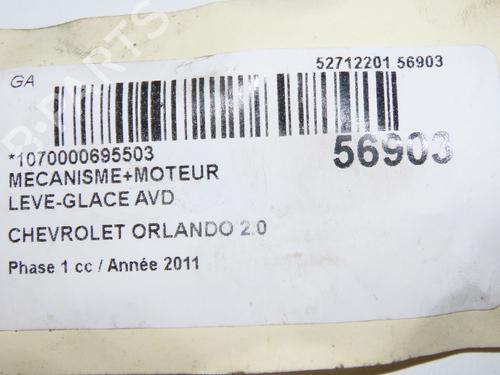 GA
52712201 56903
*1070000695503
56903
MECANISME+MOTEUR
LEVE-GLACE AVD
CHEVROLET ORLANDO 2.0
Phase 1 cc / Année 2011